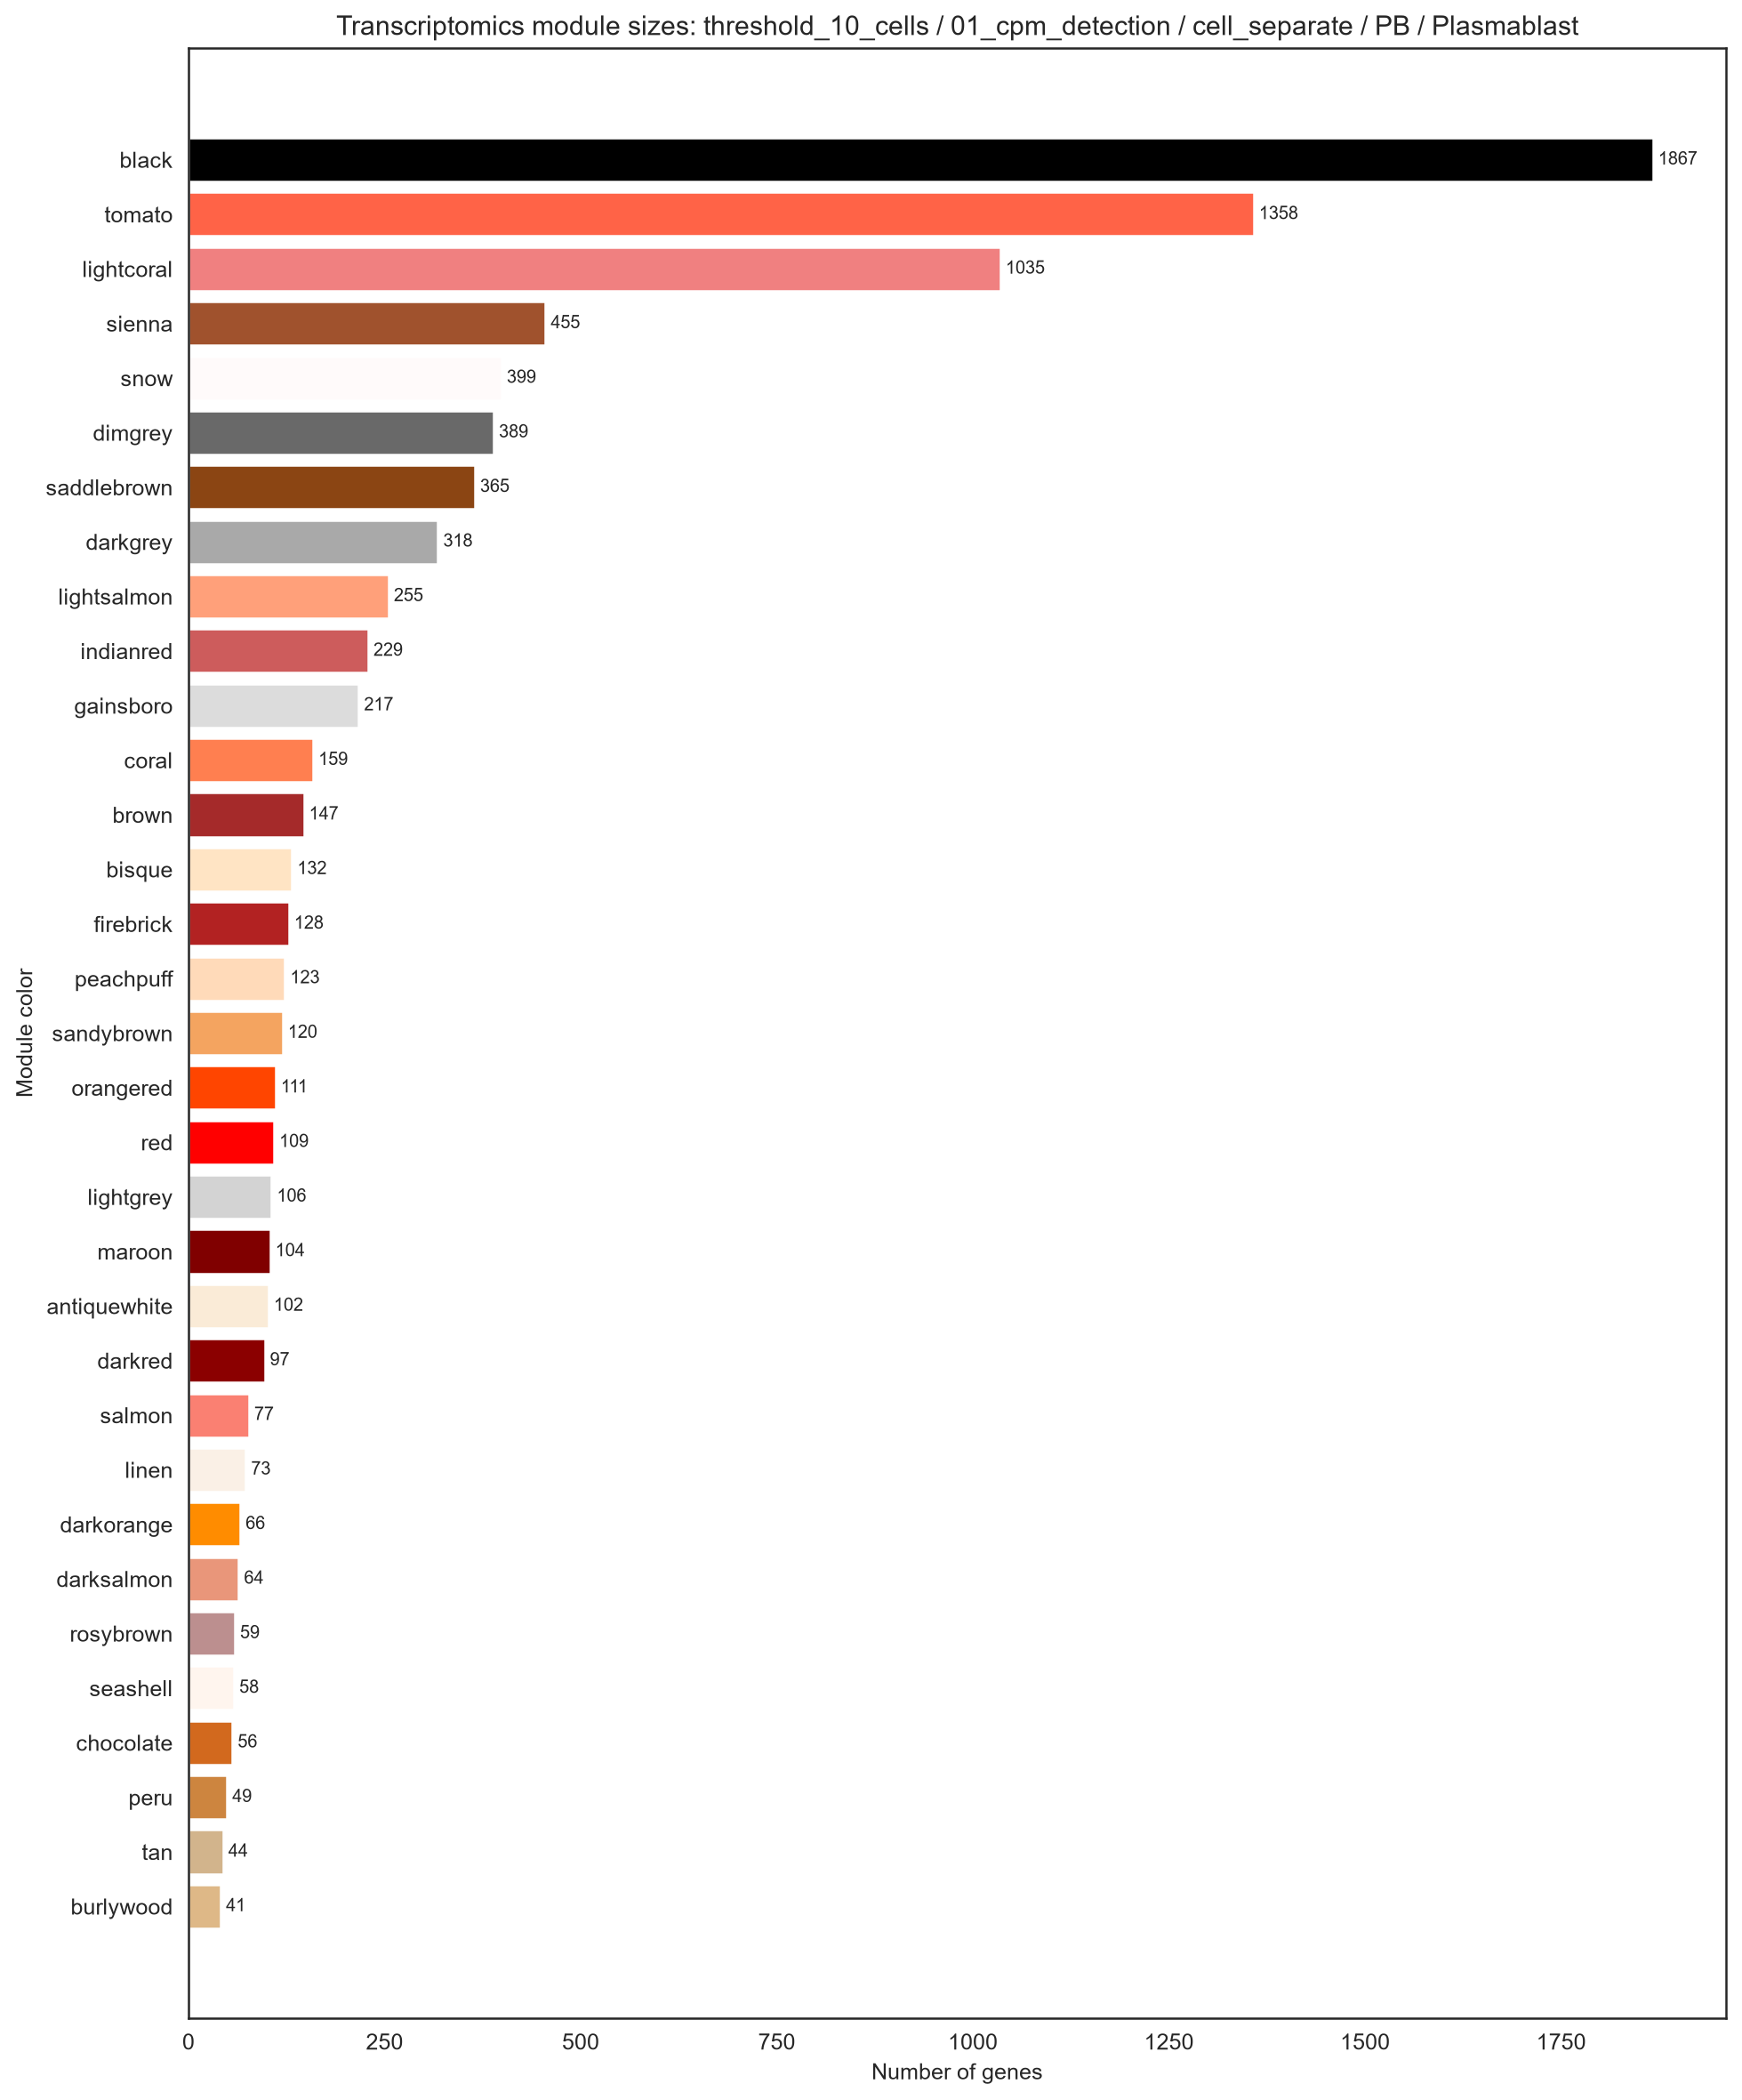 Transcriptomics module sizes: threshold_10_cells / 01_cpm_detection / cell_separate / PB / Plasmablast
black 1867
tomato 1358
lightcoral 1035
sienna 455
snow 399
dimgrey 389
saddlebrown 365
darkgrey 318
lightsalmon 255
indianred 229
gainsboro 217
coral 159
brown 147
bisque 132
firebrick 128
peachpuff 123
sandybrown 120
orangered 111
red 109
lightgrey 106
maroon 104
antiquewhite 102
darkred 97
salmon 77
linen 73
darkorange 66
darksalmon 64
rosybrown 59
seashell 58
chocolate 56
peru 49
tan 44
burlywood 41
Module color
0 250 500 750 1000 1250 1500 1750
Number of genes